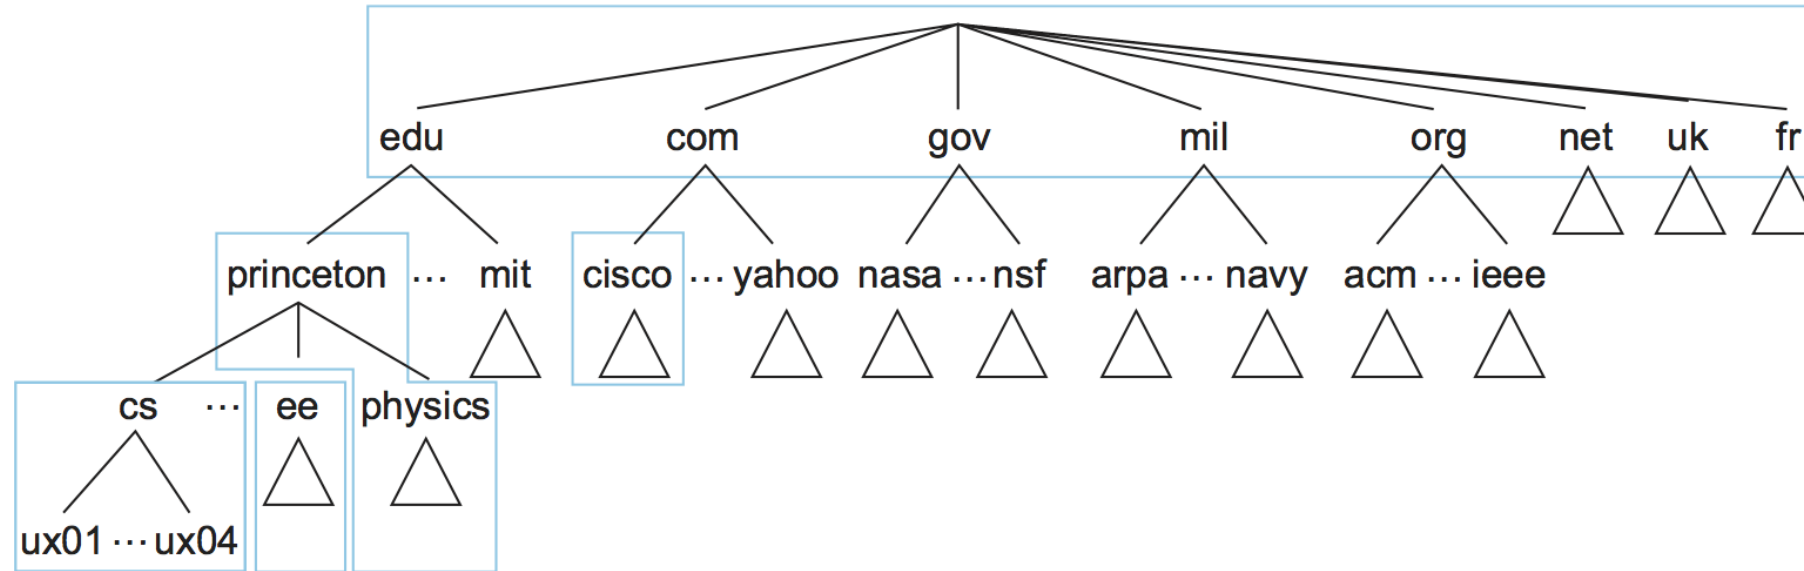 edu com gov mil org net uk fr
princeton ... mit cisco ... yahoo nasa ... nsf arpa ... navy acm ... ieee
cs ... ee physics
ux01 ... ux04